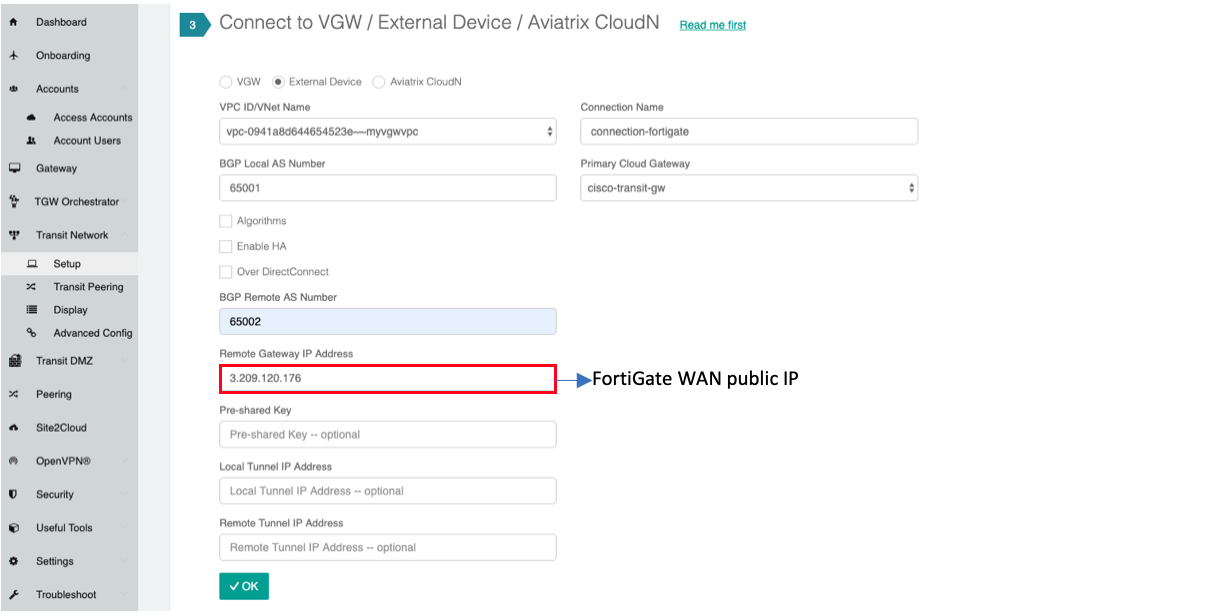 Dashboard
Onboarding
Accounts
Access Accounts
Account Users
Gateway
TGW Orchestrator
Transit Network
Setup
Transit Peering
Display
Advanced Config
Transit DMZ
Peering
Site2Cloud
OpenVPN®
Security
Useful Tools
Settings
Troubleshoot
3 Connect to VGW / External Device / Aviatrix CloudN Read me first
VGW External Device Aviatrix CloudN
VPC ID/VNet Name Connection Name
vpc-0941a8d644654523e~~myvgwvpc connection-fortigate
BGP Local AS Number Primary Cloud Gateway
65001 cisco-transit-gw
Algorithms
Enable HA
Over DirectConnect
BGP Remote AS Number
65002
Remote Gateway IP Address
3.209.120.176 FortiGate WAN public IP
Pre-shared Key
Pre-shared Key -- optional
Local Tunnel IP Address
Local Tunnel IP Address -- optional
Remote Tunnel IP Address
Remote Tunnel IP Address -- optional
OK